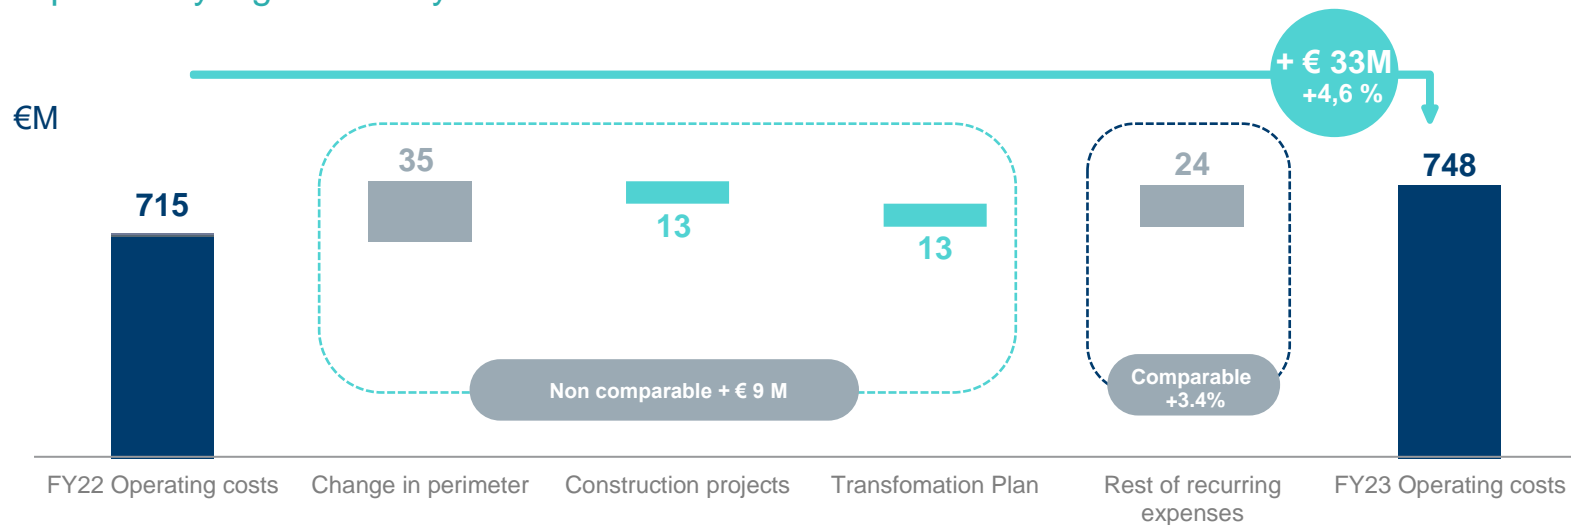 + € 33M
+4,6 %
€M
715
35
13
13
24
748
Non comparable + € 9 M
Comparable
+3.4%
FY22 Operating costs
Change in perimeter
Construction projects
Transfomation Plan
Rest of recurring
expenses
FY23 Operating costs